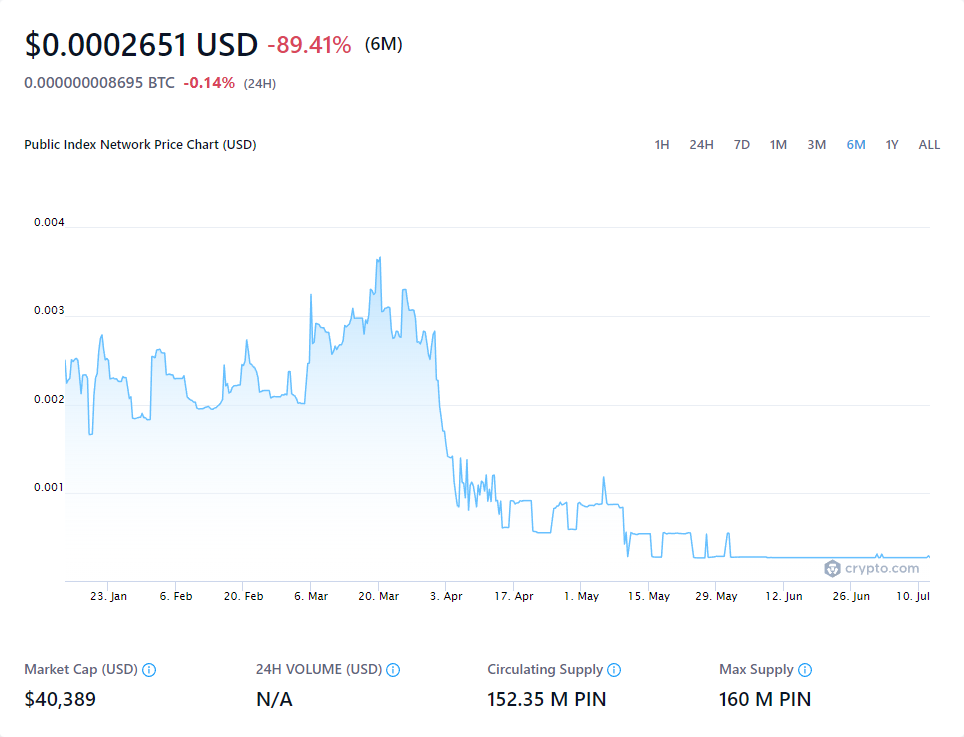 $0.0002651 USD -89.41% (6M)
0.000000008695 BTC -0.14% (24H)
Public Index Network Price Chart (USD) 1H 24H 7D 1M 3M 6M 1Y ALL
0.004
0.003
0.002
0.001
crypto.com
23. Jan 6. Feb 20. Feb 6. Mar 20. Mar 3. Apr 17. Apr 1. May 15. May 29. May 12. Jun 26. Jun 10. Jul
Market Cap (USD) 24H VOLUME (USD) Circulating Supply Max Supply
$40,389 N/A 152.35 M PIN 160 M PIN